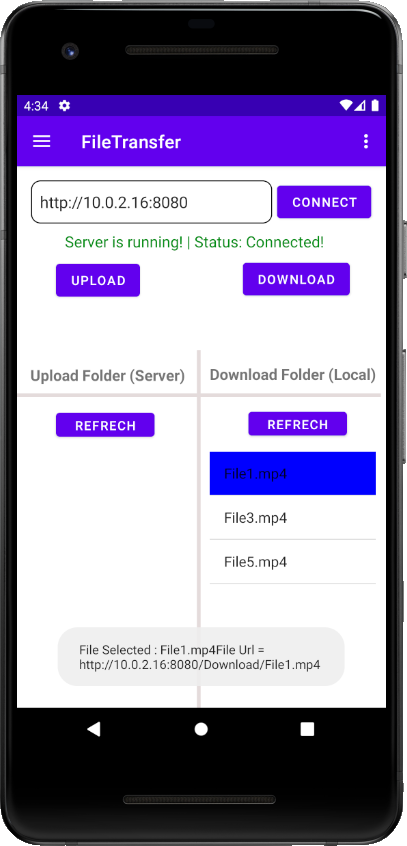 4:34
FileTransfer
http://10.0.2.16:8080 CONNECT
Server is running! | Status: Connected!
UPLOAD DOWNLOAD
Upload Folder (Server) Download Folder (Local)
REFRECH REFRECH
File1.mp4
File3.mp4
File5.mp4
File Selected : File1.mp4File Url =
http://10.0.2.16:8080/Download/File1.mp4